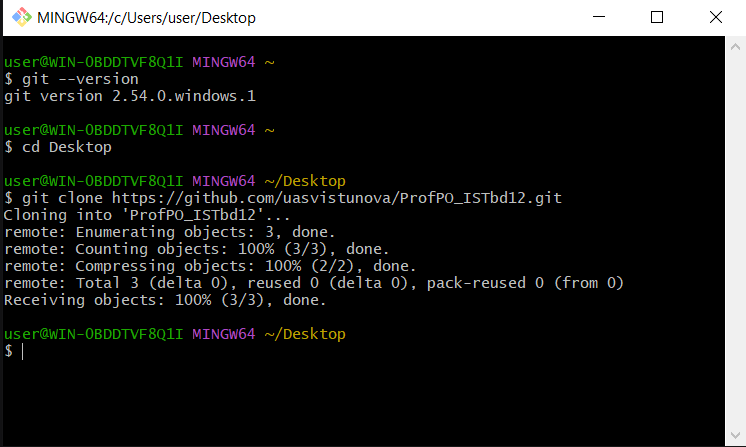 MINGW64:/c/Users/user/Desktop
user@WIN-OBDDTVF8Q1I MINGW64 ~
$ git --version
git version 2.54.0.windows.1
user@WIN-OBDDTVF8Q1I MINGW64 ~
$ cd Desktop
user@WIN-OBDDTVF8Q1I MINGW64 ~/Desktop
$ git clone https://github.com/uasvistunova/ProfPO_ISTbd12.git
Cloning into 'ProfPO_ISTbd12'...
remote: Enumerating objects: 3, done.
remote: Counting objects: 100% (3/3), done.
remote: Compressing objects: 100% (2/2), done.
remote: Total 3 (delta 0), reused 0 (delta 0), pack-reused 0 (from 0)
Receiving objects: 100% (3/3), done.
user@WIN-OBDDTVF8Q1I MINGW64 ~/Desktop
$